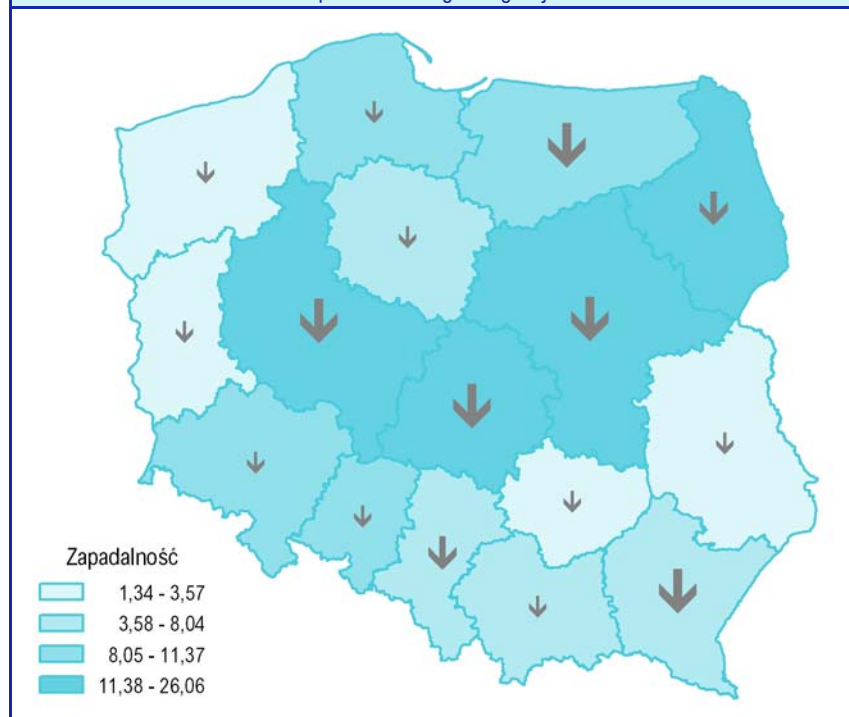 Zapadalność
1,34 - 3,57
3,58 - 8,04
8,05 - 11,37
11,38 - 26,06